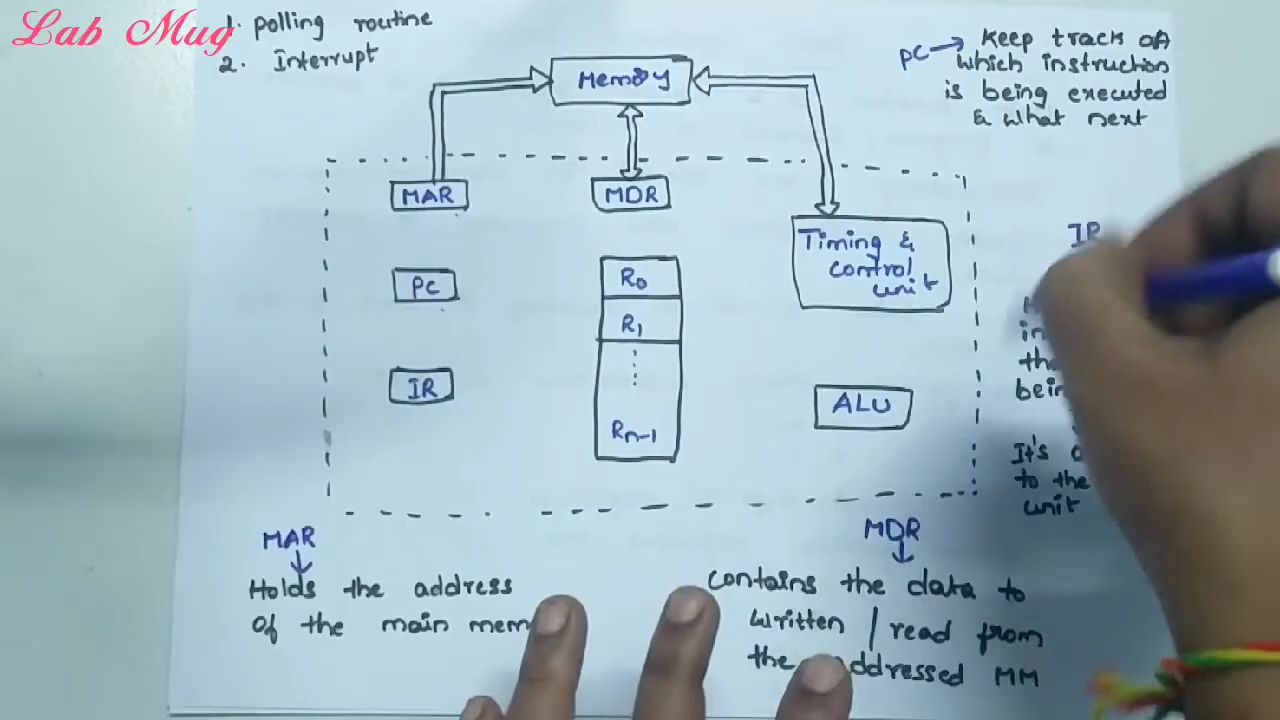 Lab Mug
1. polling routine
2. Interrupt
PC → Keep track of
which instruction
is being executed
& what next
Memory
MAR
MDR
Timing &
control
unit
PC
R0
R1
IR
Rn-1
ALU
IR
being
It's
to the
unit
MAR
Holds the address
of the main mem
MDR
contains the data to
written / read from
the addressed MM